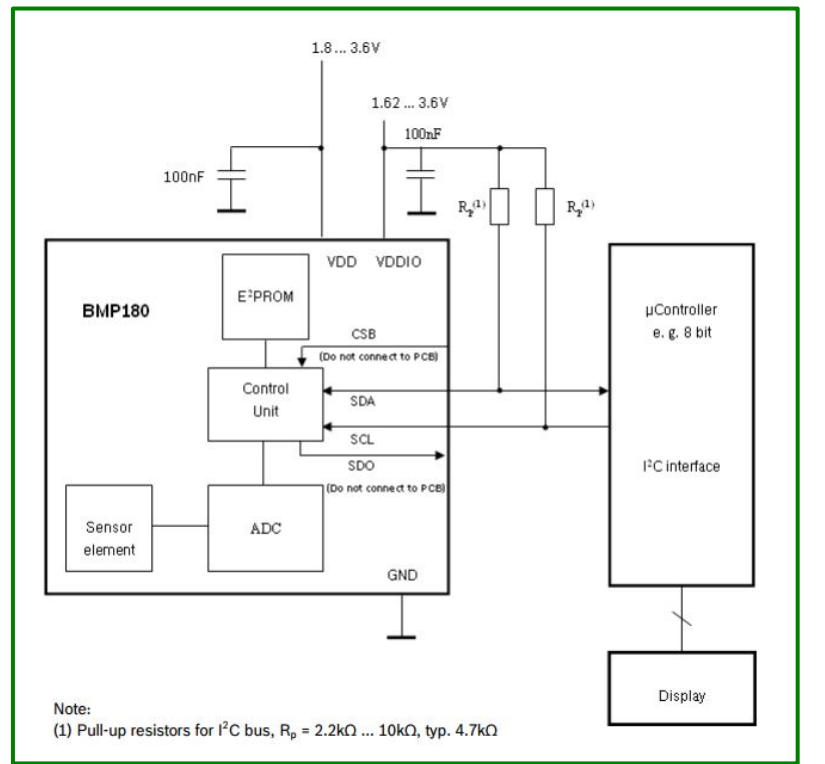 1.8 ... 3.6V
1.62 ... 3.6V
100nF
100nF
Rp(1)
Rp(1)
VDD VDDIO
E²PROM
BMP180
CSB
(Do not connect to PCB)
Control
Unit
SDA
SCL
SDO
(Do not connect to PCB)
Sensor
element
ADC
GND
µController
e. g. 8 bit
I²C interface
Display
Note:
(1) Pull-up resistors for I²C bus, Rp = 2.2kΩ ... 10kΩ, typ. 4.7kΩ